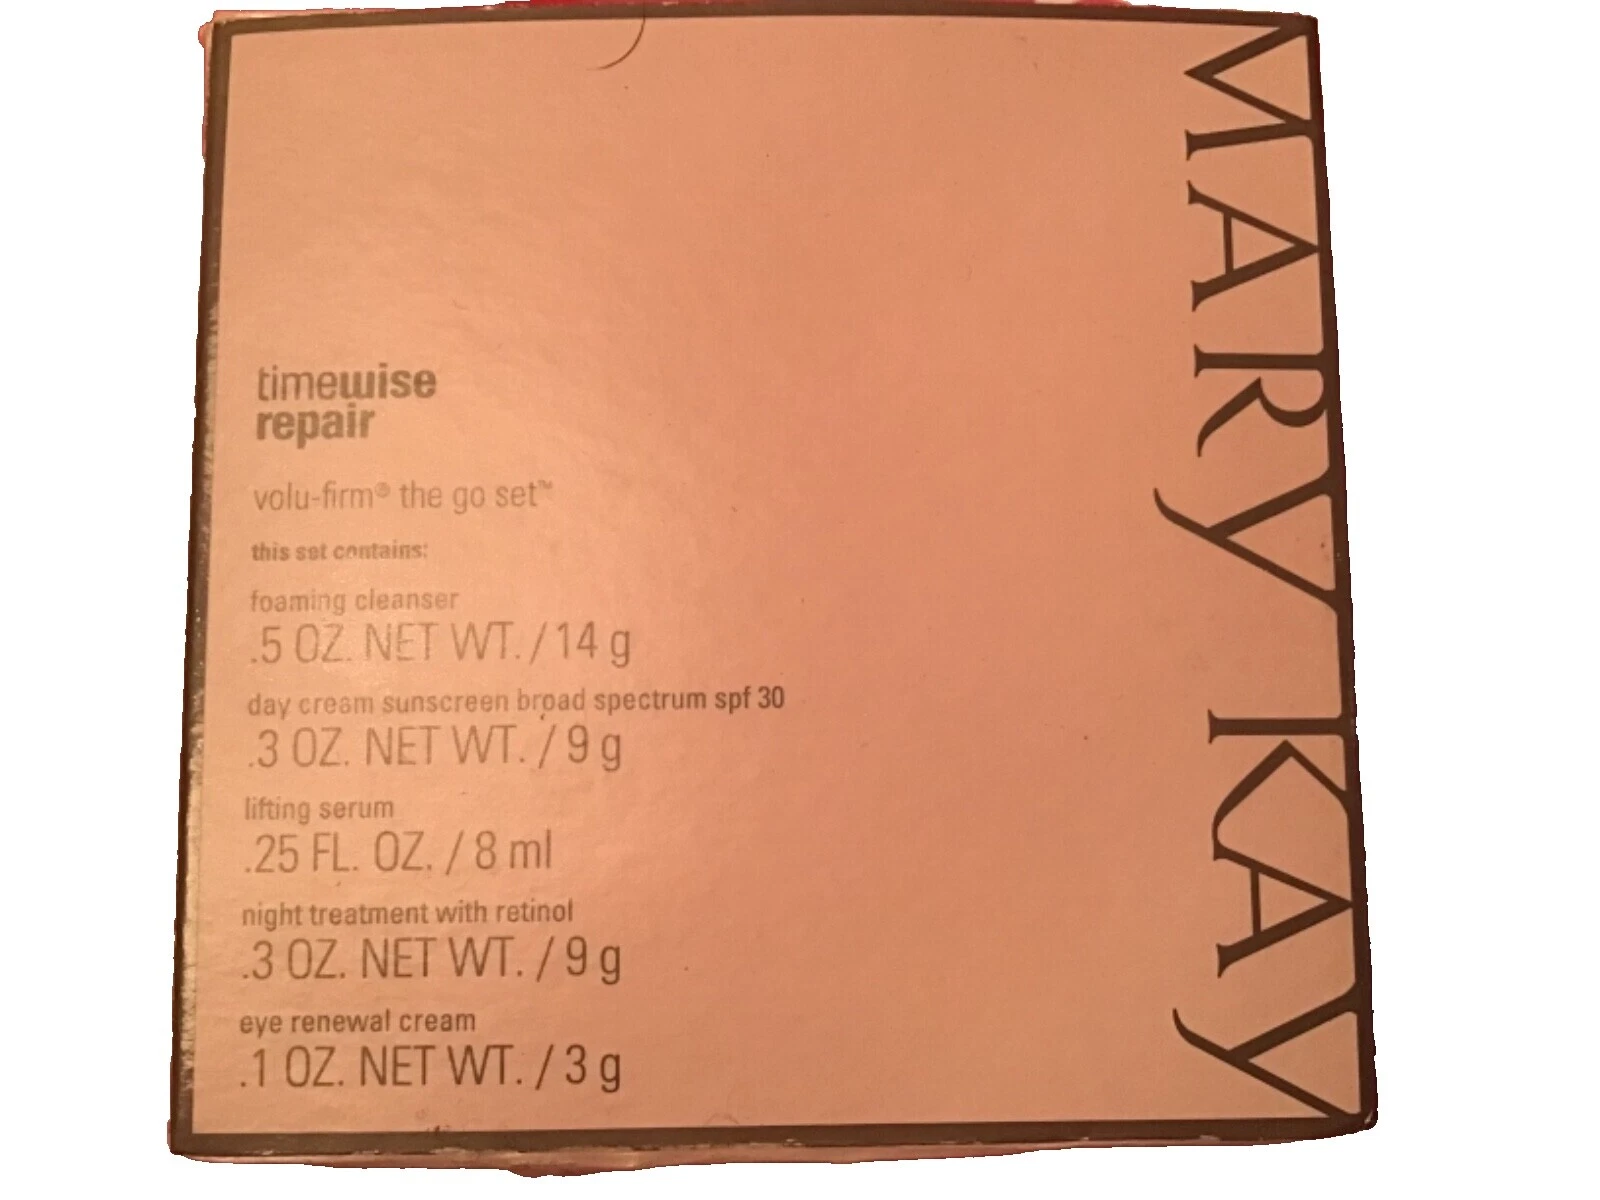 MARY KAY
timewise
repair
volu-firm® the go set™
this set contains:
foaming cleanser
.5 OZ. NET WT. / 14 g
day cream sunscreen broad spectrum spf 30
.3 OZ. NET WT. / 9 g
lifting serum
.25 FL. OZ. / 8 ml
night treatment with retinol
.3 OZ. NET WT. / 9 g
eye renewal cream
.1 OZ. NET WT. / 3 g